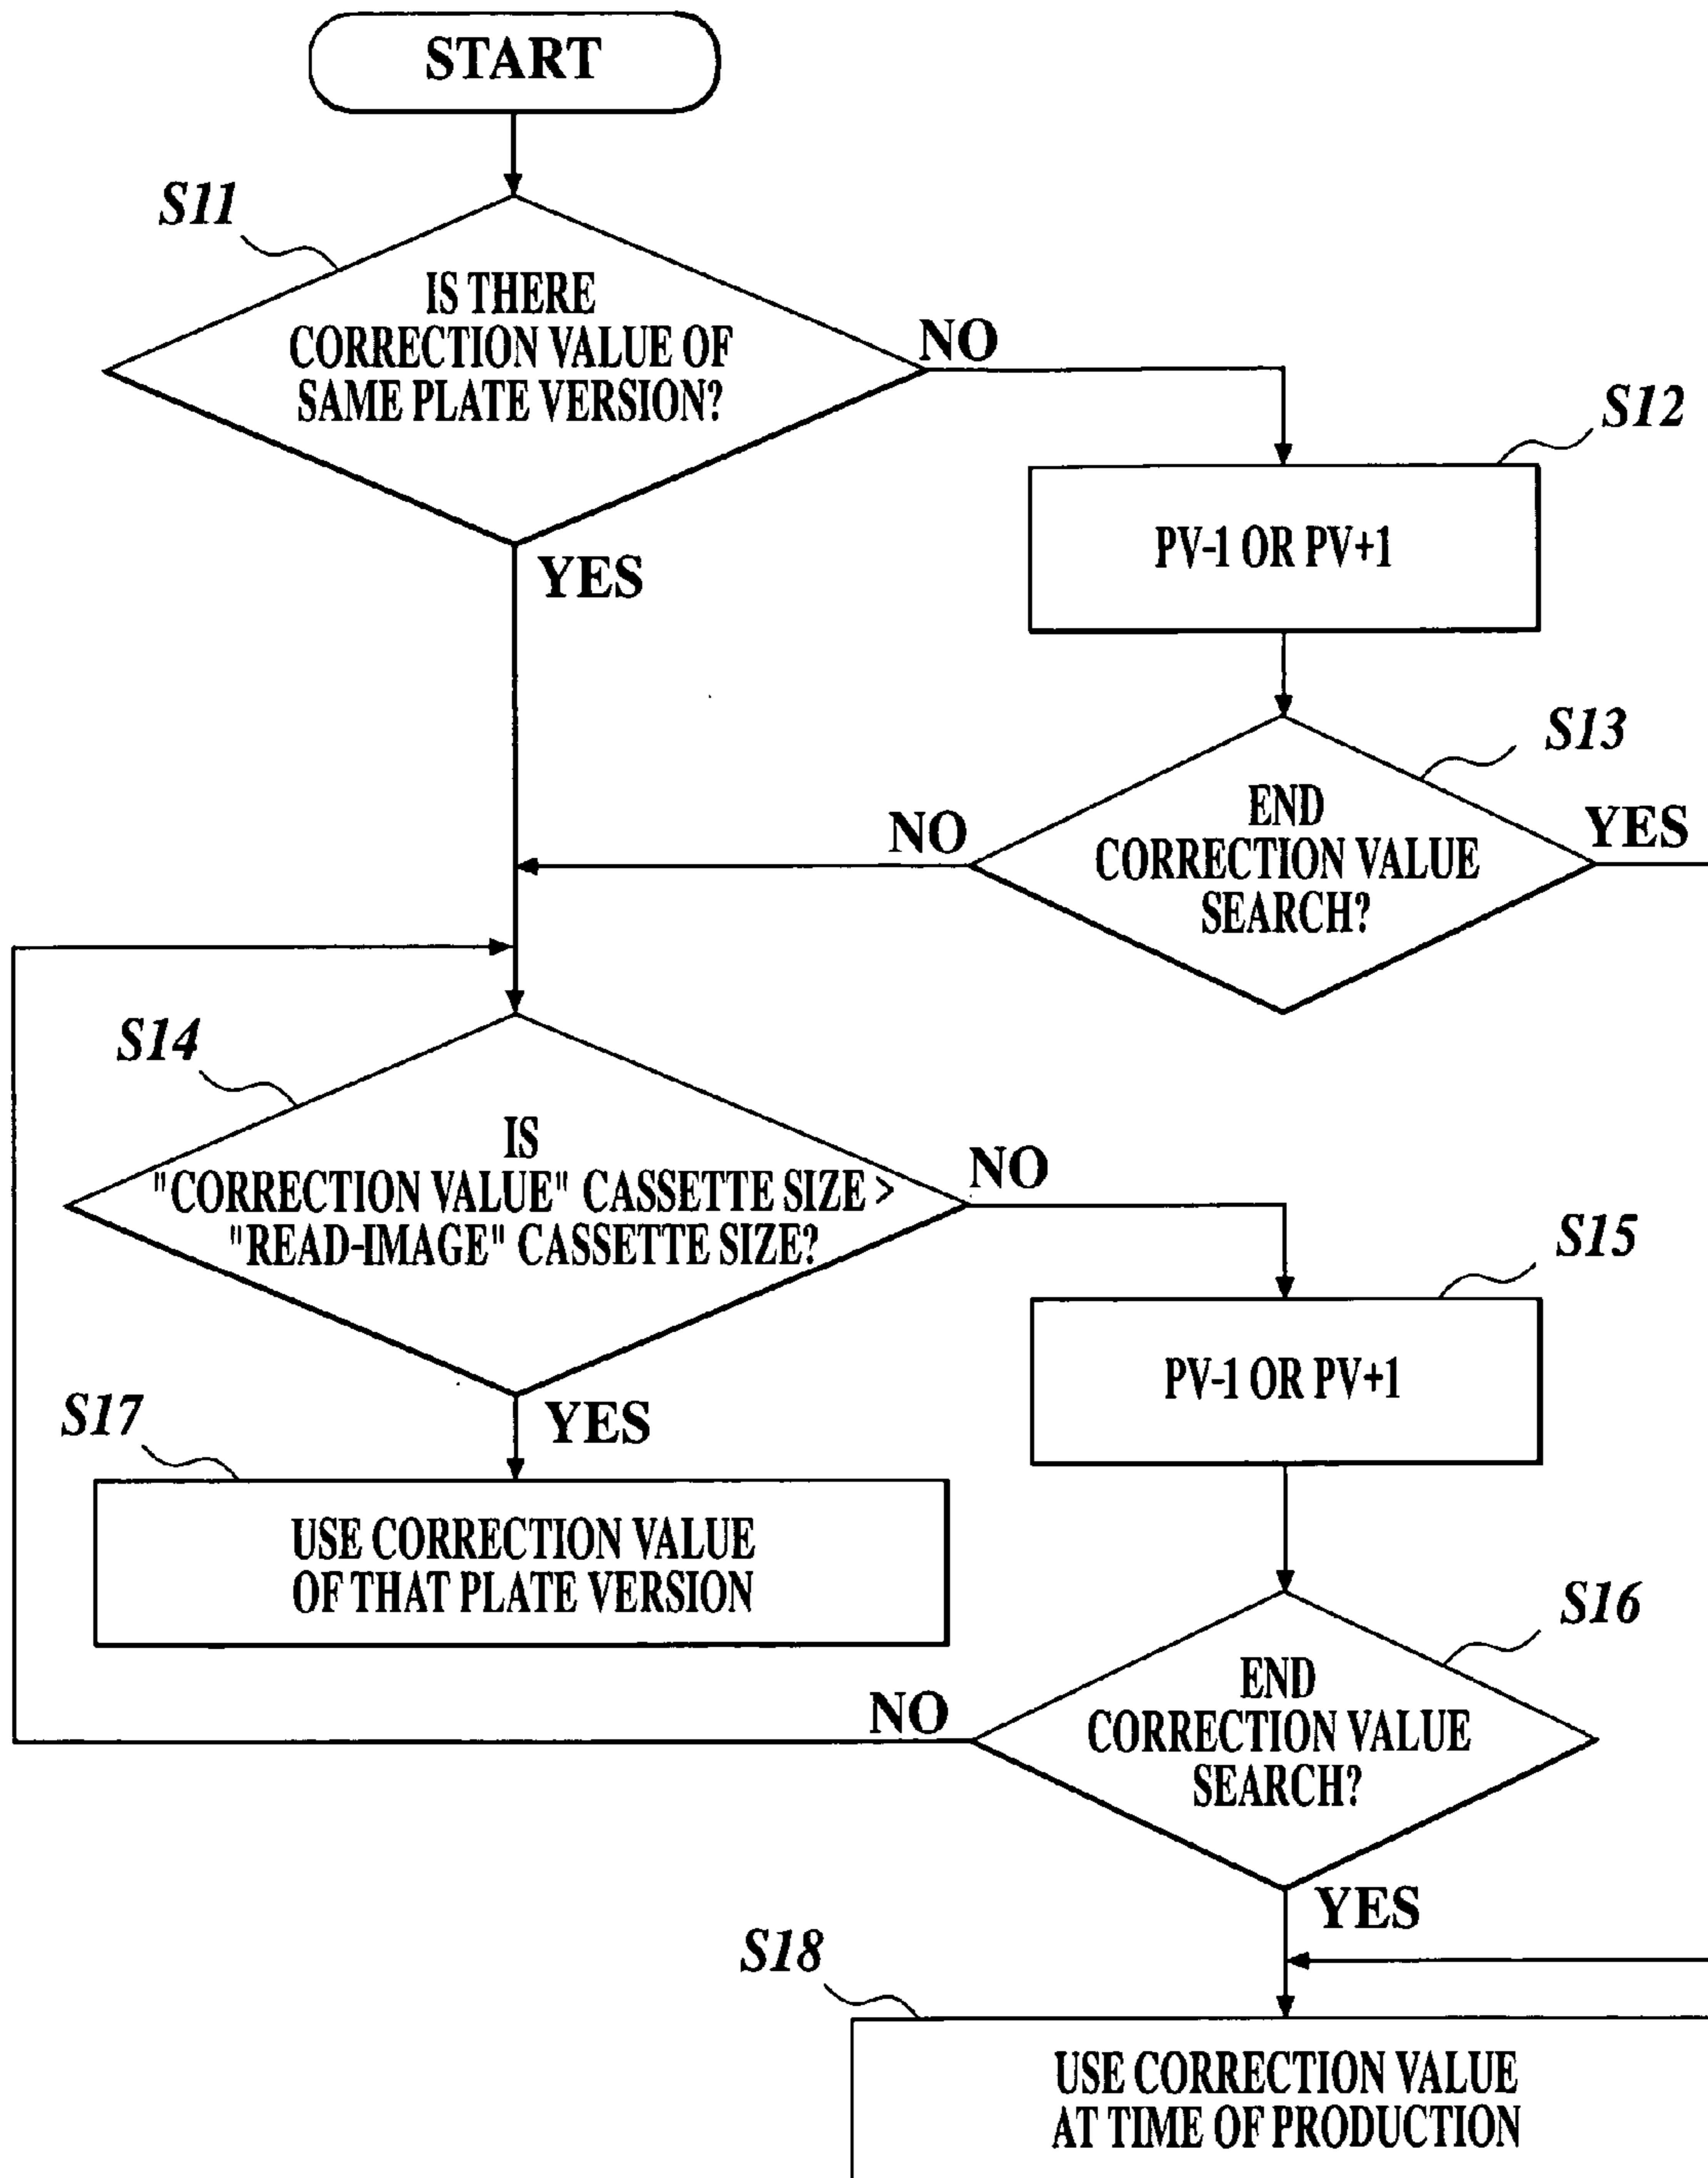 START
S11
IS THERE
CORRECTION VALUE OF
SAME PLATE VERSION?
NO
YES
S12
PV-1 OR PV+1
S13
END
CORRECTION VALUE
SEARCH?
NO
YES
S14
IS
"CORRECTION VALUE" CASSETTE SIZE >
"READ-IMAGE" CASSETTE SIZE?
NO
YES
S15
PV-1 OR PV+1
S17
USE CORRECTION VALUE
OF THAT PLATE VERSION
S16
END
CORRECTION VALUE
SEARCH?
NO
YES
S18
USE CORRECTION VALUE
AT TIME OF PRODUCTION